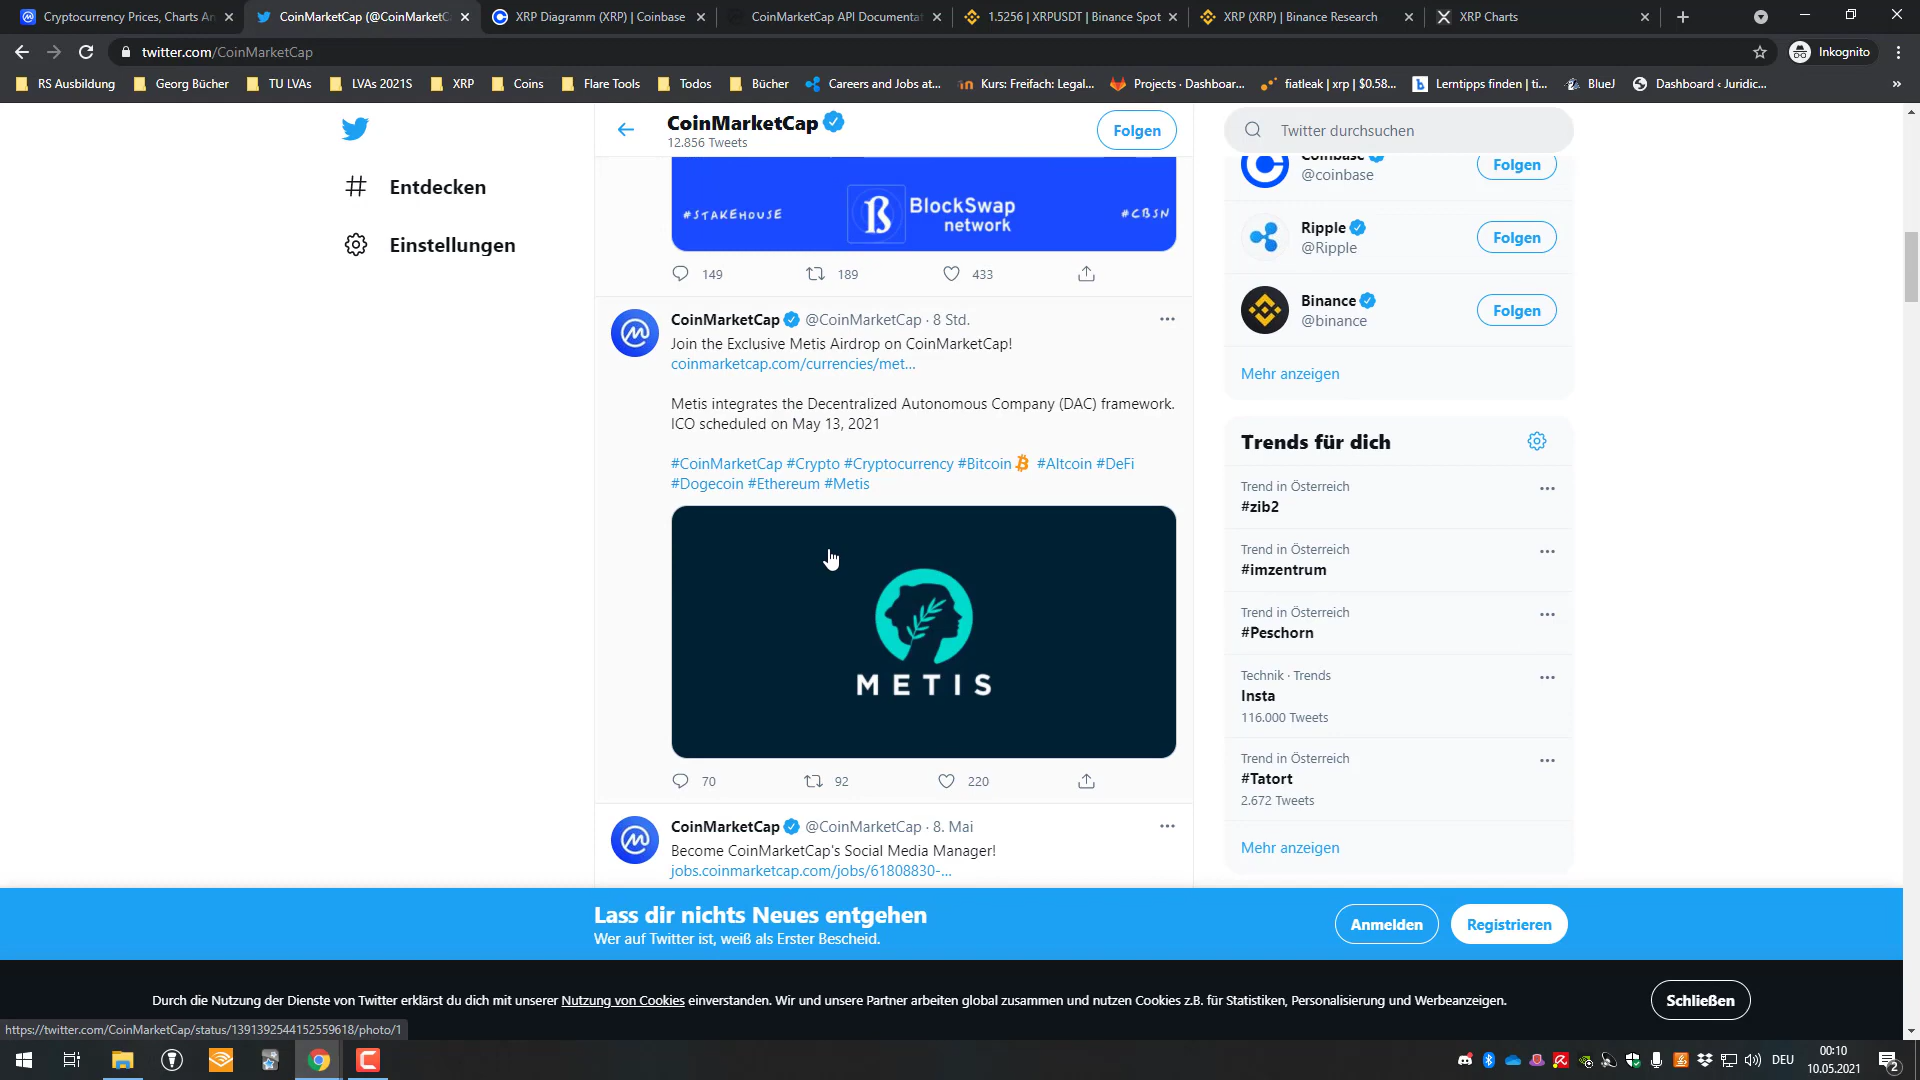 Cryptocurrency Prices, Charts An
CoinMarketCap (@CoinMarketC
XRP Diagramm (XRP) | Coinbase
CoinMarketCap API Documentat
1.5256 | XRPUSDT | Binance Spot
XRP (XRP) | Binance Research
XRP Charts
twitter.com/CoinMarketCap
Inkognito
RS Ausbildung
Georg Bücher
TU LVAs
LVAs 2021S
XRP
Coins
Flare Tools
Todos
Bücher
Careers and Jobs at...
Kurs: Freifach: Legal...
Projects · Dashboar...
fiatleak | xrp | $0.58...
Lerntipps finden | ti...
BlueJ
Dashboard ‹ Juridic...
»
Entdecken
Einstellungen
CoinMarketCap
12.856 Tweets
Folgen
#STAKEHOUSE
BlockSwap
network
#CBSN
149
189
433
CoinMarketCap @CoinMarketCap · 8 Std.
Join the Exclusive Metis Airdrop on CoinMarketCap!
coinmarketcap.com/currencies/met...
Metis integrates the Decentralized Autonomous Company (DAC) framework.
ICO scheduled on May 13, 2021
#CoinMarketCap #Crypto #Cryptocurrency #Bitcoin #Altcoin #DeFi
#Dogecoin #Ethereum #Metis
METIS
70
92
220
CoinMarketCap @CoinMarketCap · 8. Mai
Become CoinMarketCap's Social Media Manager!
jobs.coinmarketcap.com/jobs/61808830-...
Twitter durchsuchen
Coinbase
@coinbase
Folgen
Ripple
@Ripple
Folgen
Binance
@binance
Folgen
Mehr anzeigen
Trends für dich
Trend in Österreich
#zib2
Trend in Österreich
#imzentrum
Trend in Österreich
#Peschorn
Technik · Trends
Insta
116.000 Tweets
Trend in Österreich
#Tatort
2.672 Tweets
Mehr anzeigen
Lass dir nichts Neues entgehen
Wer auf Twitter ist, weiß als Erster Bescheid.
Anmelden
Registrieren
Durch die Nutzung der Dienste von Twitter erklärst du dich mit unserer Nutzung von Cookies einverstanden. Wir und unsere Partner arbeiten global zusammen und nutzen Cookies z.B. für Statistiken, Personalisierung und Werbeanzeigen.
Schließen
https://twitter.com/CoinMarketCap/status/1391392544152559618/photo/1
DEU
00:10
10.05.2021
2